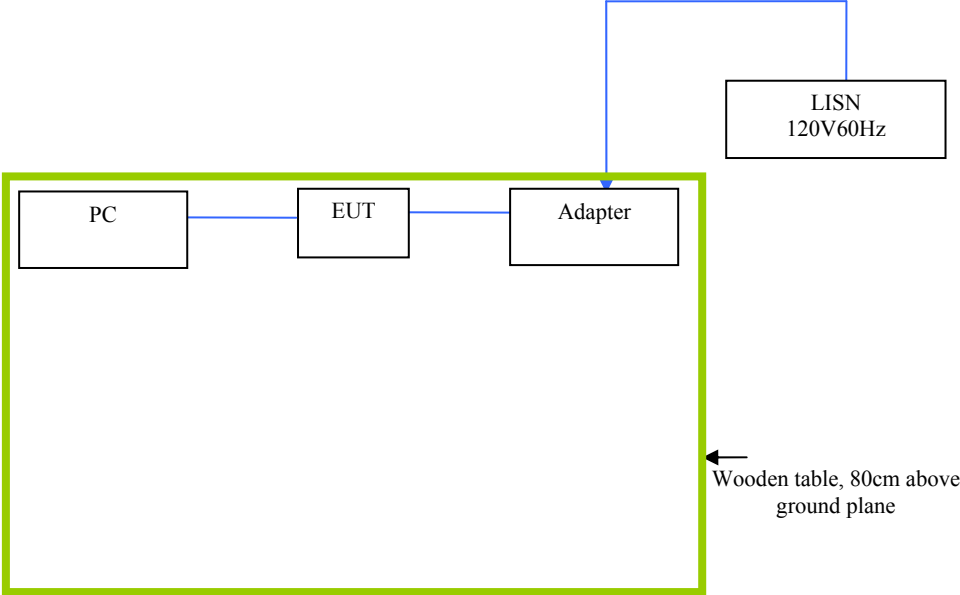 LISN
120V60Hz
PC
EUT
Adapter
Wooden table, 80cm above
ground plane